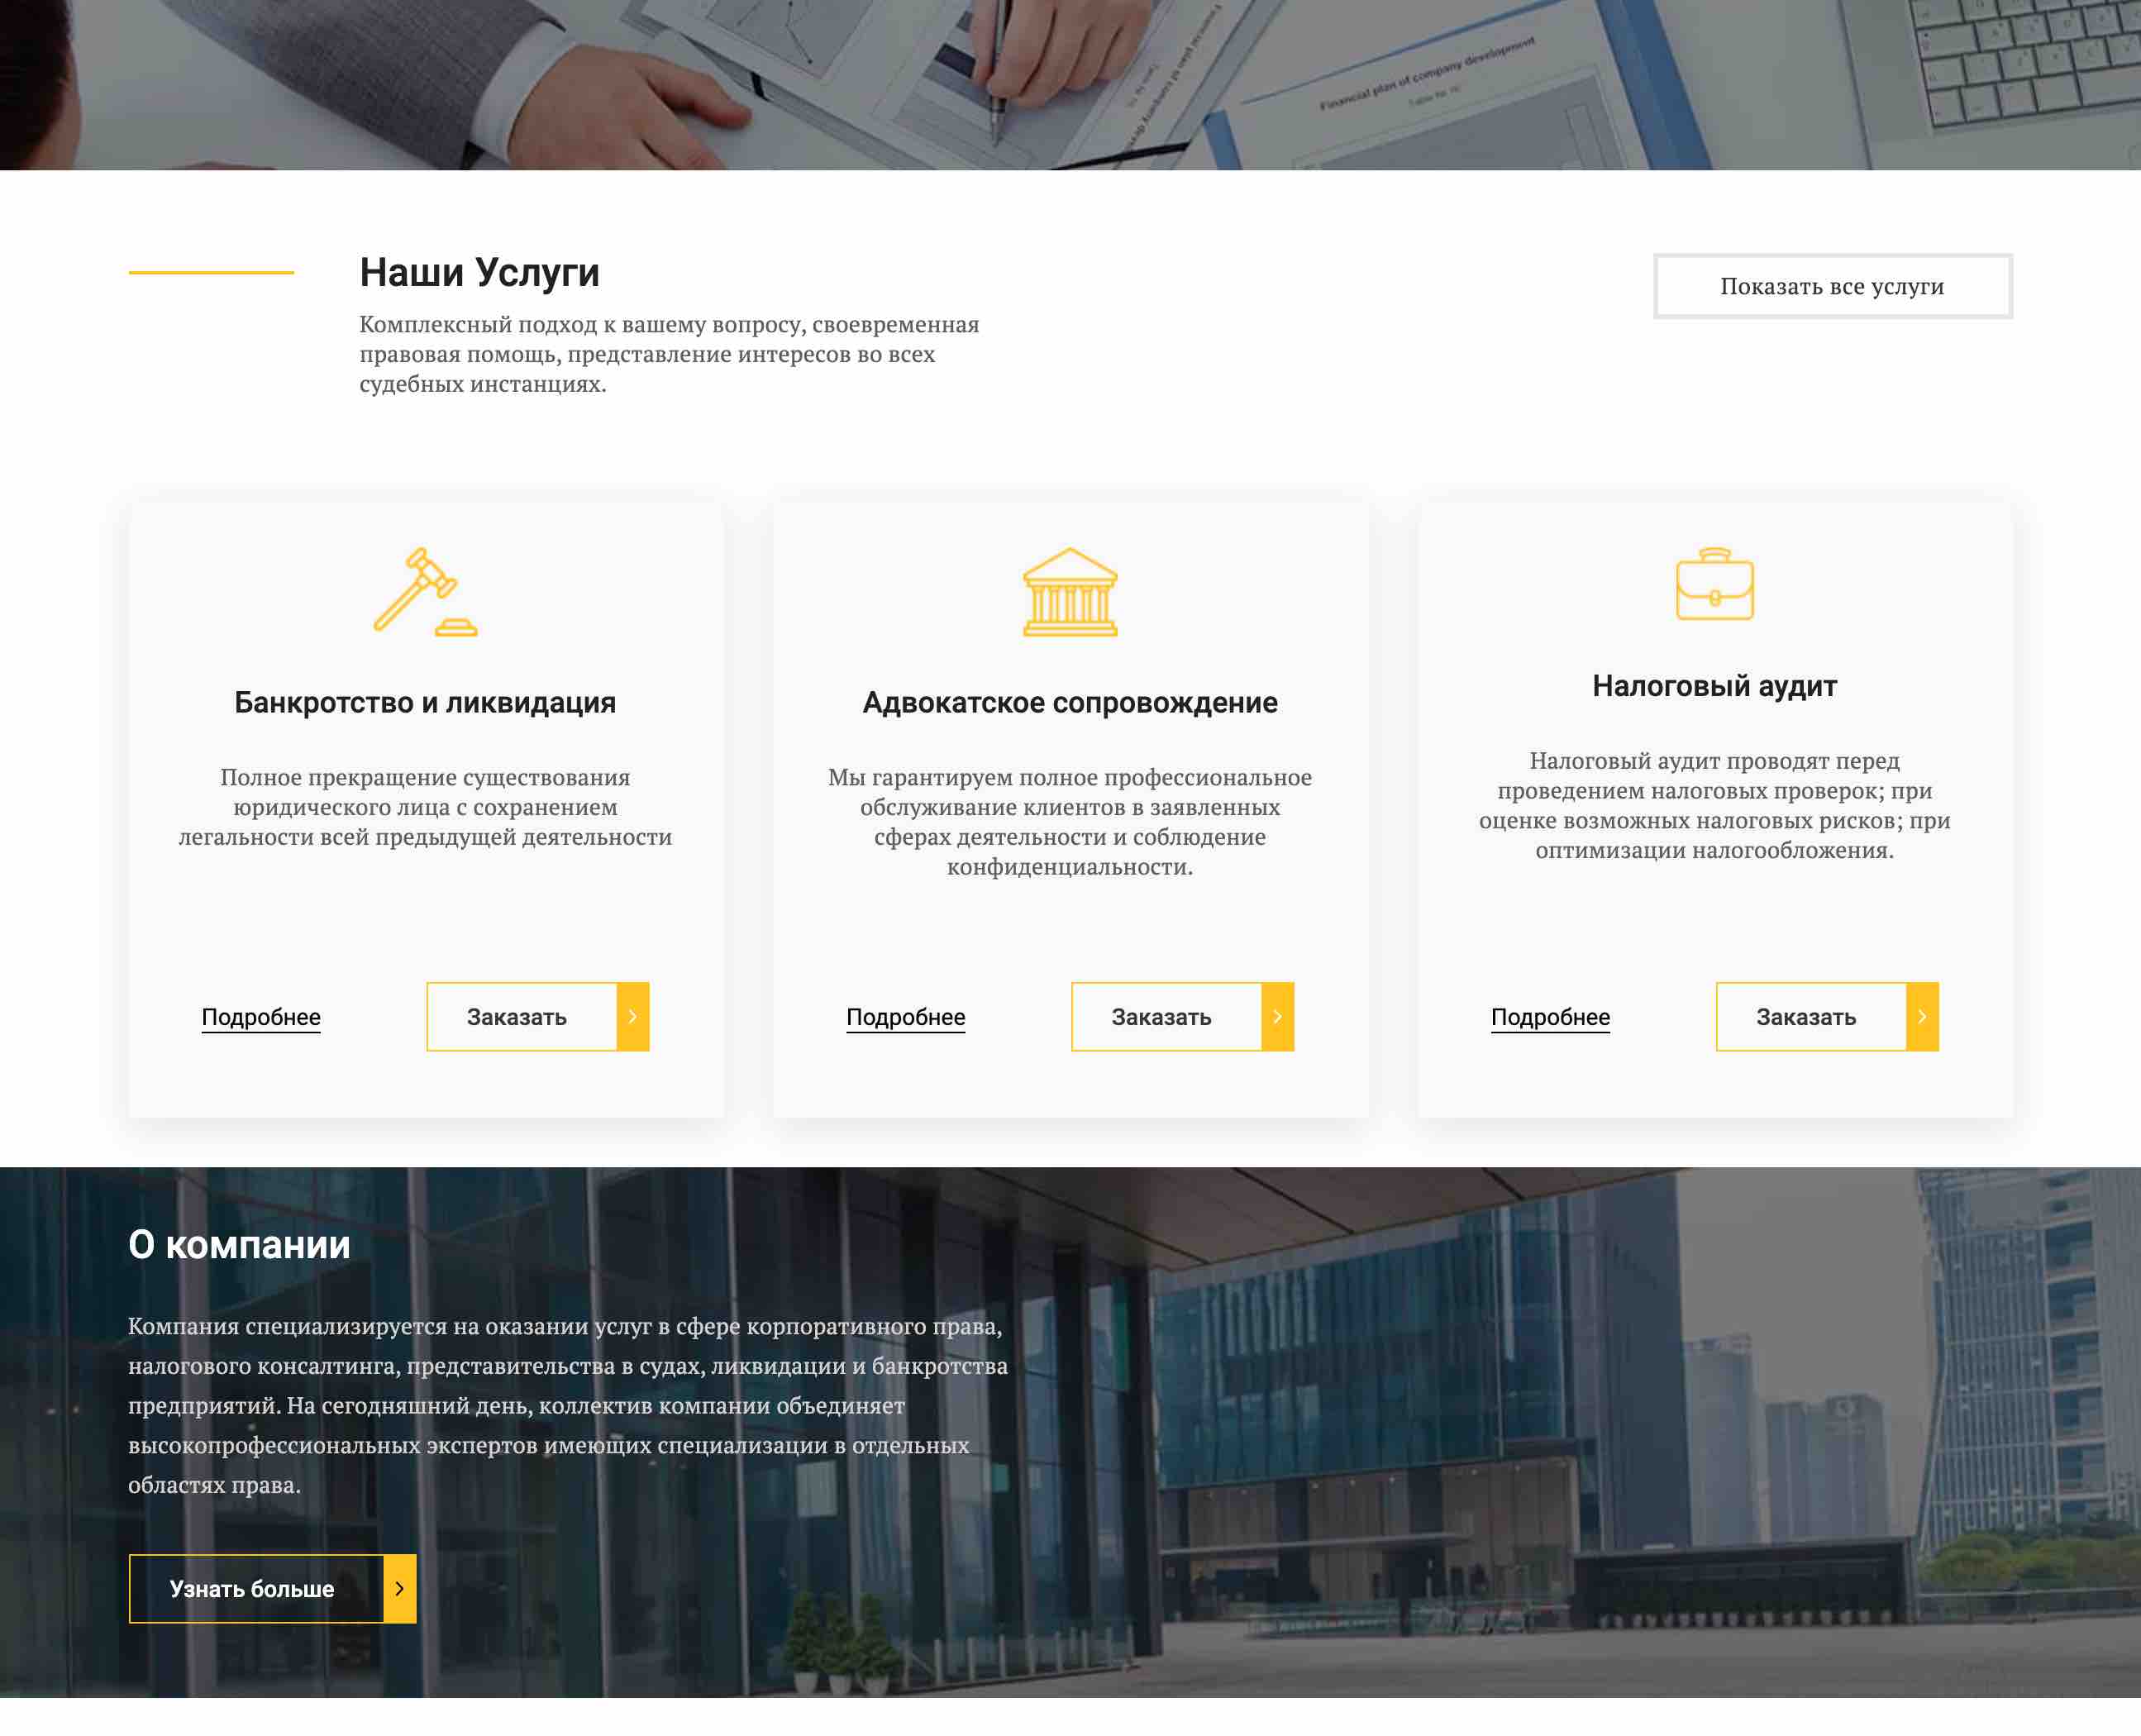 Financial plan of company development
Наши Услуги
Комплексный подход к вашему вопросу, своевременная
правовая помощь, представление интересов во всех
судебных инстанциях.
Показать все услуги
Банкротство и ликвидация
Полное прекращение существования
юридического лица с сохранением
легальности всей предыдущей деятельности
Подробнее
Заказать
Адвокатское сопровождение
Мы гарантируем полное профессиональное
обслуживание клиентов в заявленных
сферах деятельности и соблюдение
конфиденциальности.
Подробнее
Заказать
Налоговый аудит
Налоговый аудит проводят перед
проведением налоговых проверок; при
оценке возможных налоговых рисков; при
оптимизации налогообложения.
Подробнее
Заказать
О компании
Компания специализируется на оказании услуг в сфере корпоративного права,
налогового консалтинга, представительства в судах, ликвидации и банкротства
предприятий. На сегодняшний день, коллектив компании объединяет
высокопрофессиональных экспертов имеющих специализации в отдельных
областях права.
Узнать больше